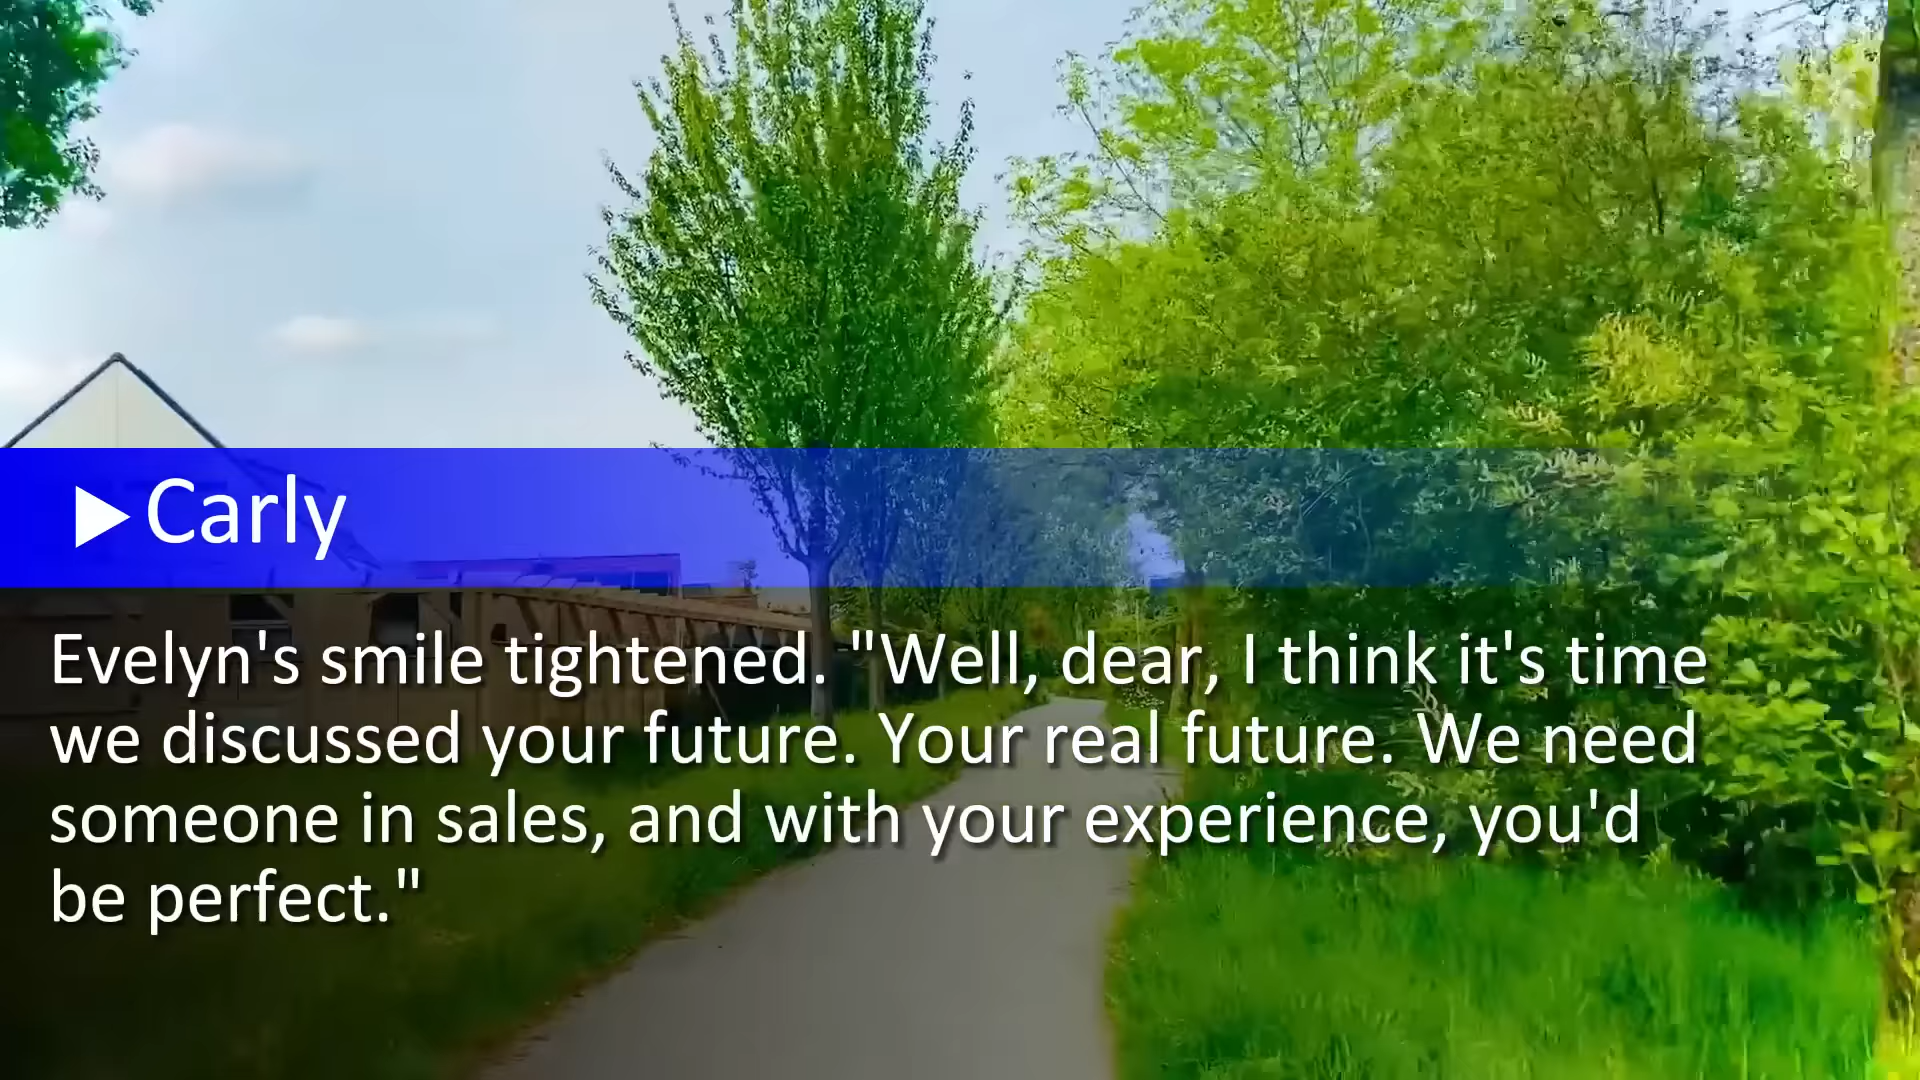 Carly
Evelyn's smile tightened. "Well, dear, I think it's time
we discussed your future. Your real future. We need
someone in sales, and with your experience, you'd
be perfect."